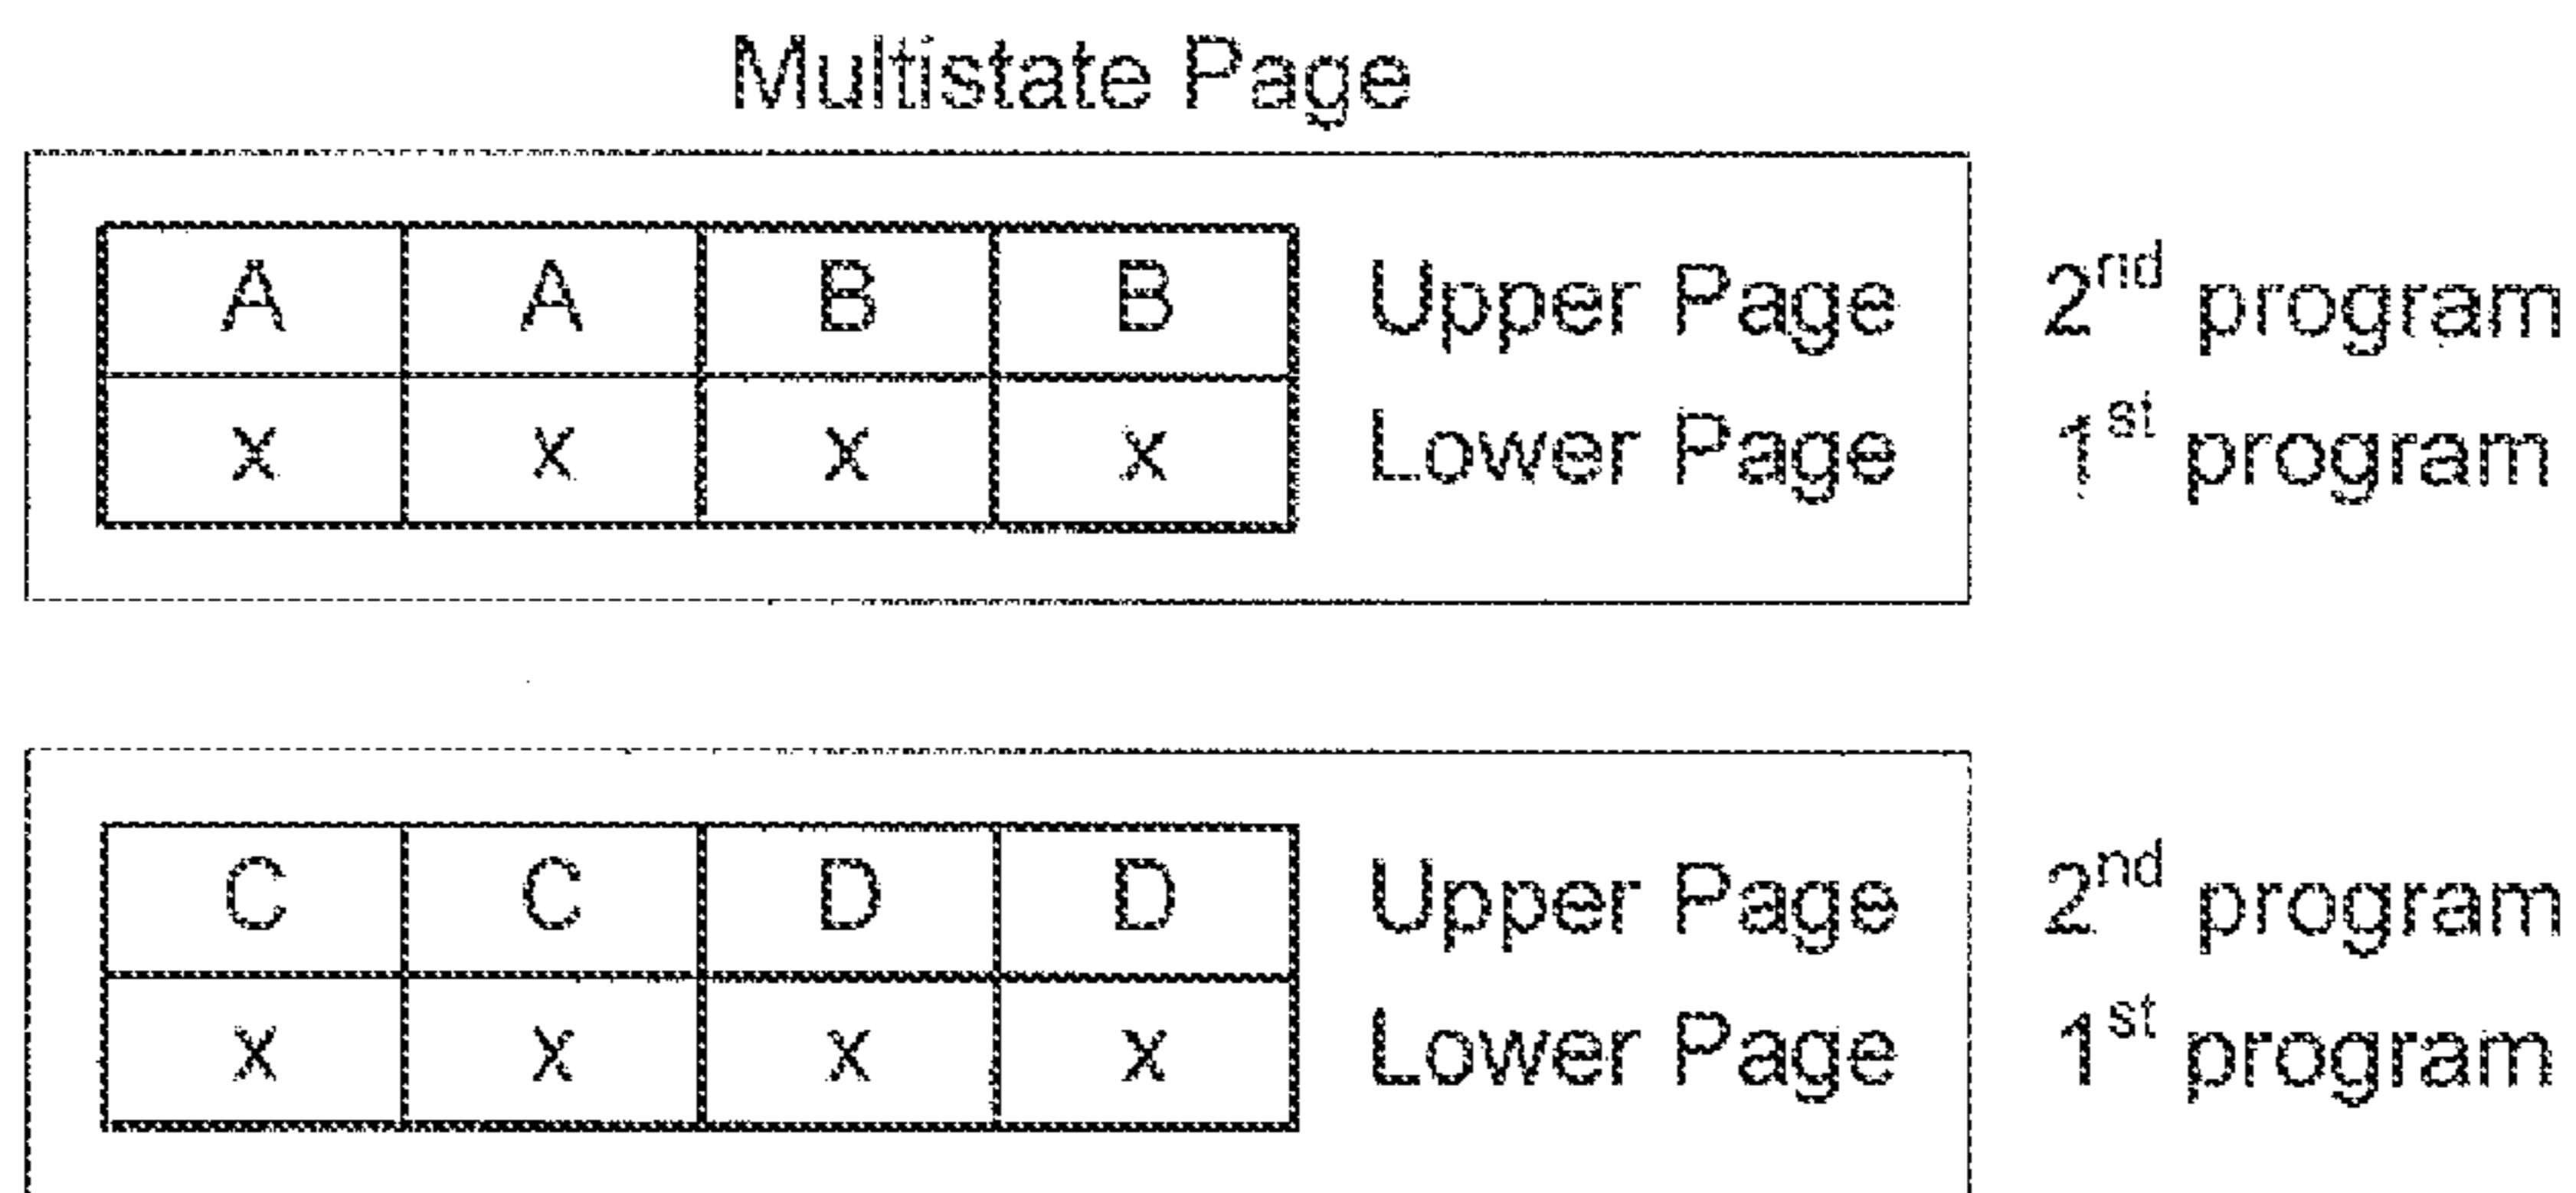 Multistate Page
A A B B Upper Page 2nd program
x x x x Lower Page 1st program
C C D D Upper Page 2nd program
x x x x Lower Page 1st program